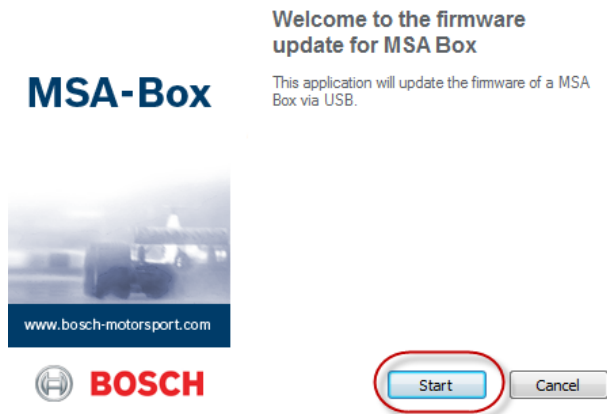 Welcome to the firmware
update for MSA Box
MSA-Box
This application will update the firmware of a MSA
Box via USB.
www.bosch-motorsport.com
BOSCH
Start
Cancel